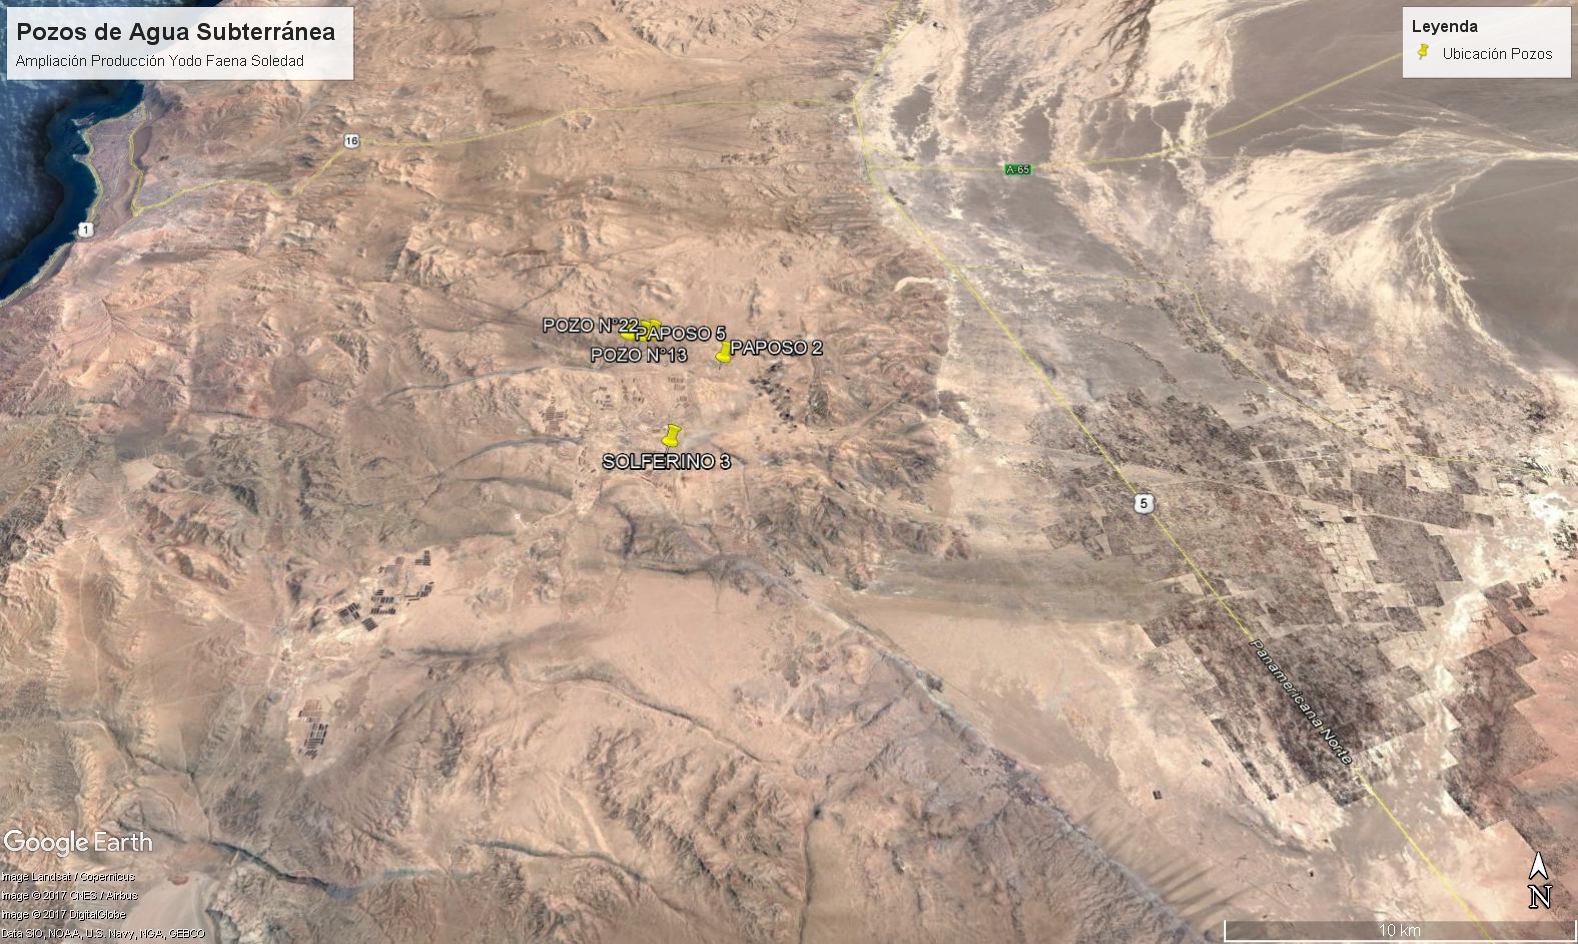 Pozos de Agua Subterránea
Ampliación Producción Yodo Faena Soledad
Leyenda
Ubicación Pozos
16
A-65
1
POZO N°22
PAPOSO 5
POZO N°13
PAPOSO 2
SOLFERINO 3
5
Panamericana Norte
Google Earth
Image Landsat / Copernicus
Image © 2017 CNES / Airbus
Image © 2017 DigitalGlobe
Data SIO, NOAA, U.S. Navy, NGA, GEBCO
N
10 km